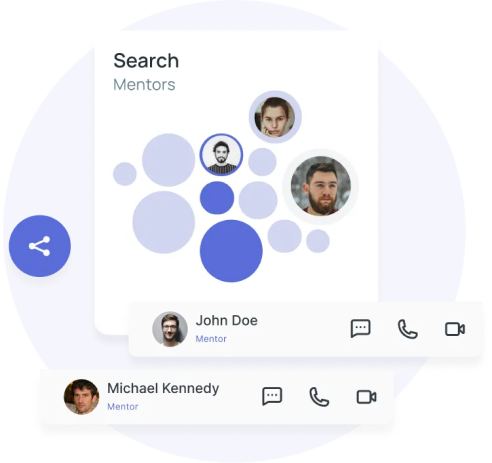 Search
Mentors
John Doe
Mentor
Michael Kennedy
Mentor